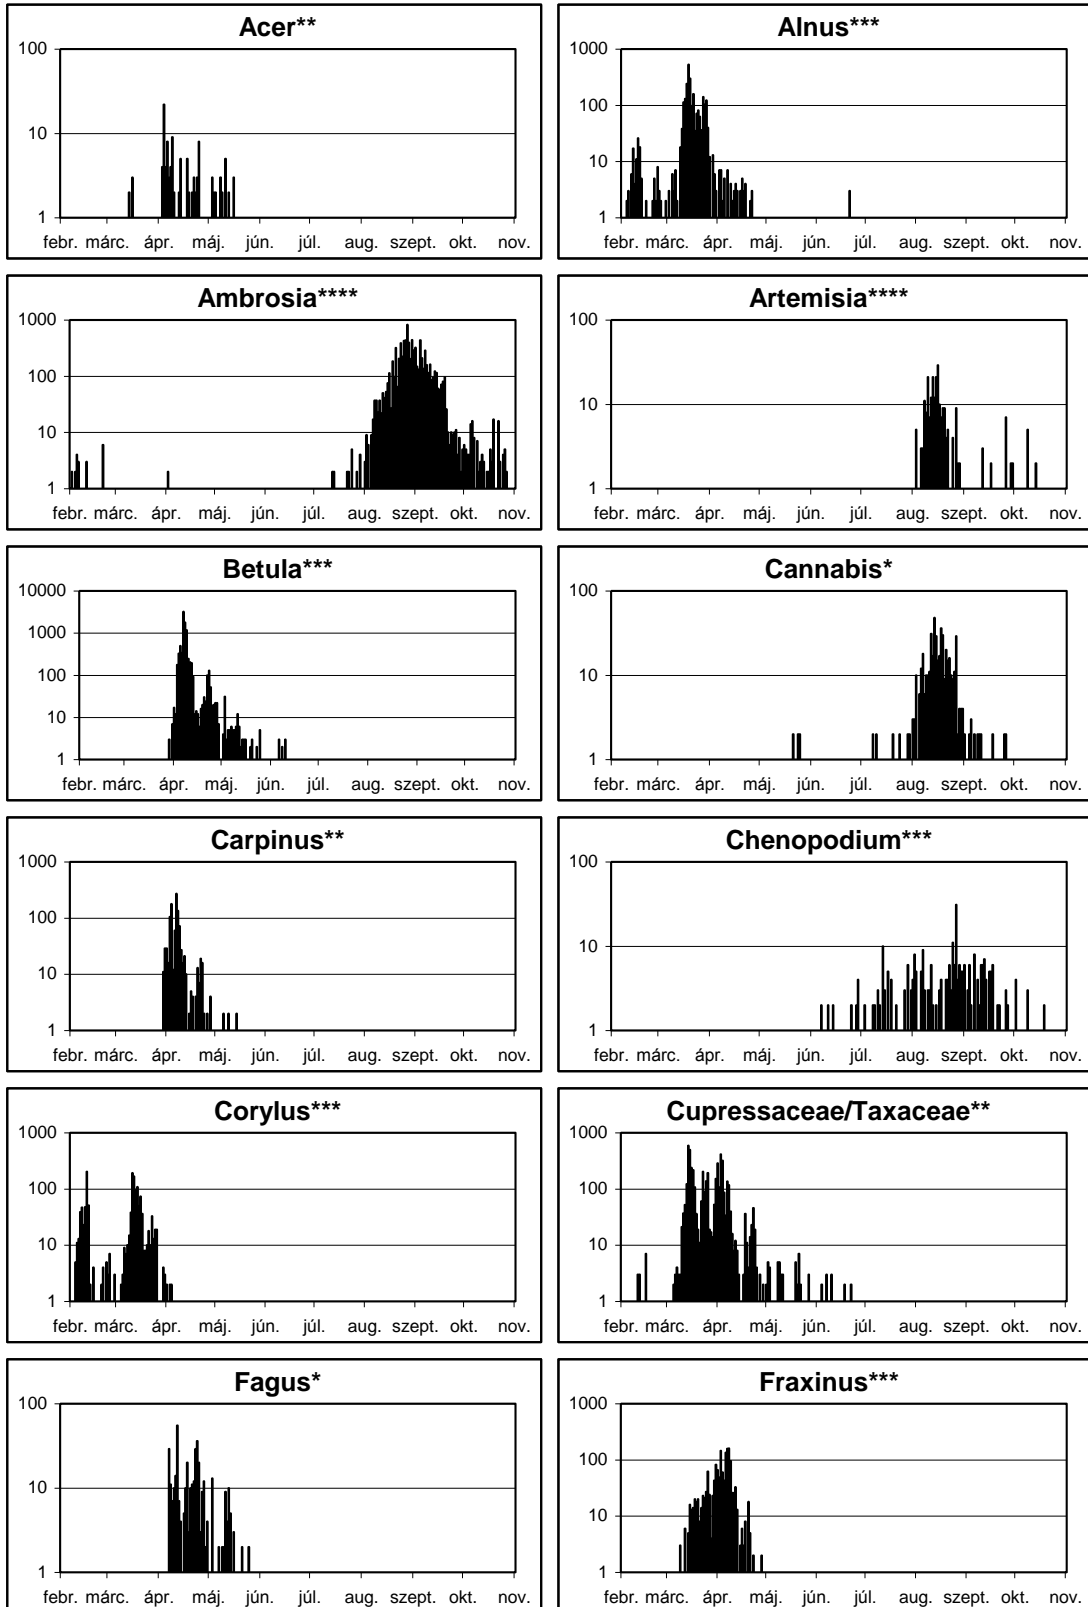 Acer**
100
10
1
febr. márc. ápr. máj. jún. júl. aug. szept. okt. nov.
Alnus***
1000
100
10
1
febr. márc. ápr. máj. jún. júl. aug. szept. okt. nov.
Ambrosia****
1000
100
10
1
febr. márc. ápr. máj. jún. júl. aug. szept. okt. nov.
Artemisia****
100
10
1
febr. márc. ápr. máj. jún. júl. aug. szept. okt. nov.
Betula***
10000
1000
100
10
1
febr. márc. ápr. máj. jún. júl. aug. szept. okt. nov.
Cannabis*
100
10
1
febr. márc. ápr. máj. jún. júl. aug. szept. okt. nov.
Carpinus**
1000
100
10
1
febr. márc. ápr. máj. jún. júl. aug. szept. okt. nov.
Chenopodium***
100
10
1
febr. márc. ápr. máj. jún. júl. aug. szept. okt. nov.
Corylus***
1000
100
10
1
febr. márc. ápr. máj. jún. júl. aug. szept. okt. nov.
Cupressaceae/Taxaceae**
1000
100
10
1
febr. márc. ápr. máj. jún. júl. aug. szept. okt. nov.
Fagus*
100
10
1
febr. márc. ápr. máj. jún. júl. aug. szept. okt. nov.
Fraxinus***
1000
100
10
1
febr. márc. ápr. máj. jún. júl. aug. szept. okt. nov.